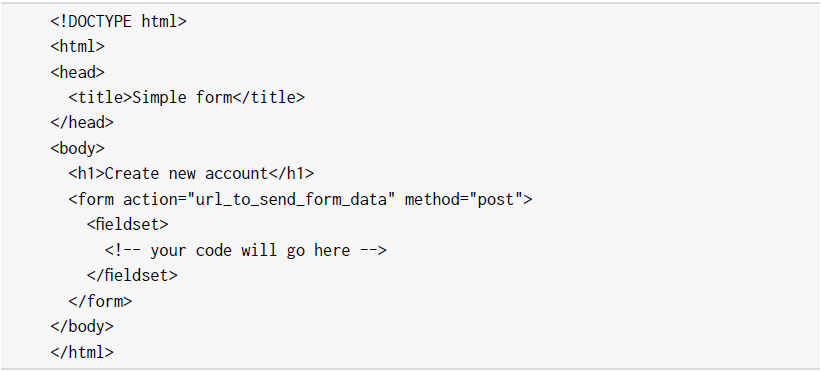 <!DOCTYPE html>
<html>
<head>
<title>Simple form</title>
</head>
<body>
<h1>Create new account</h1>
<form action="url_to_send_form_data" method="post">
<fieldset>
<!-- your code will go here -->
</fieldset>
</form>
</body>
</html>